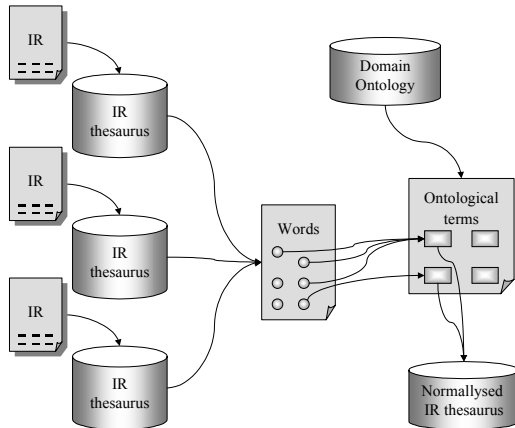 IR
IR
thesaurus
IR
IR
thesaurus
IR
IR
thesaurus
Words
Domain
Ontology
Ontological
terms
Normallysed
IR thesaurus